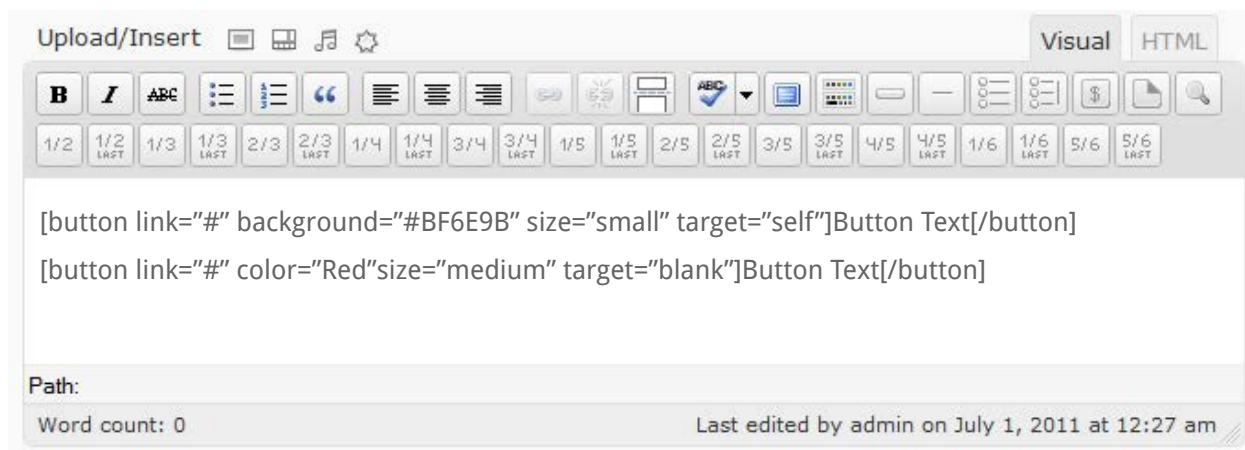 Upload/Insert Visual HTML
B I ABC ABC $
1/2 1/2 LAST 1/3 1/3 LAST 2/3 2/3 LAST 1/4 1/4 LAST 3/4 3/4 LAST 1/5 1/5 LAST 2/5 2/5 LAST 3/5 3/5 LAST 4/5 4/5 LAST 1/6 1/6 LAST 5/6 5/6 LAST
[button link=”#” background=”#BF6E9B” size=”small” target=”self”]Button Text[/button]
[button link=”#” color=”Red”size=”medium” target=”blank”]Button Text[/button]
Path:
Word count: 0 Last edited by admin on July 1, 2011 at 12:27 am